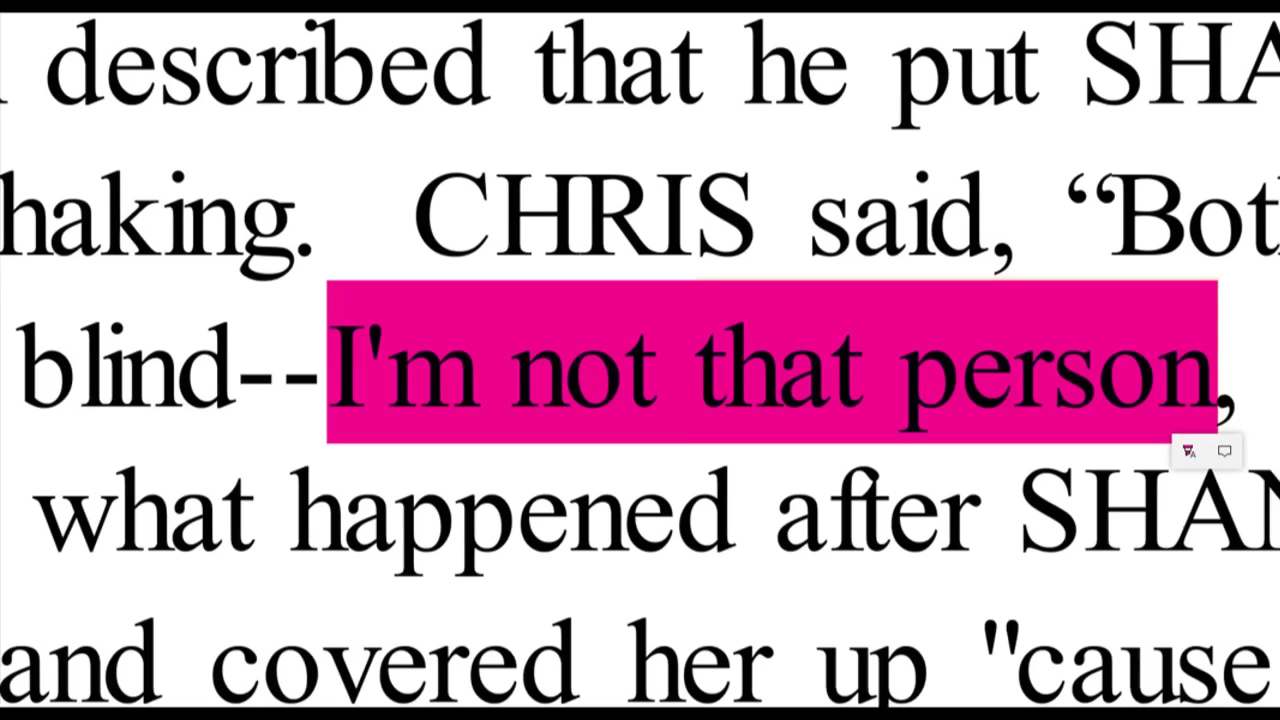 described that he put SHA
haking. CHRIS said, “Bot
blind--I'm not that person,
what happened after SHAN
and covered her up "cause